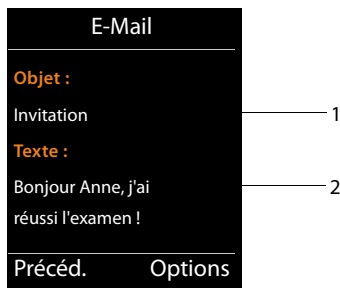 E-Mail
Objet :
Invitation
1
Texte :
Bonjour Anne, j'ai
2
réussi l'examen !
Précéd. Options